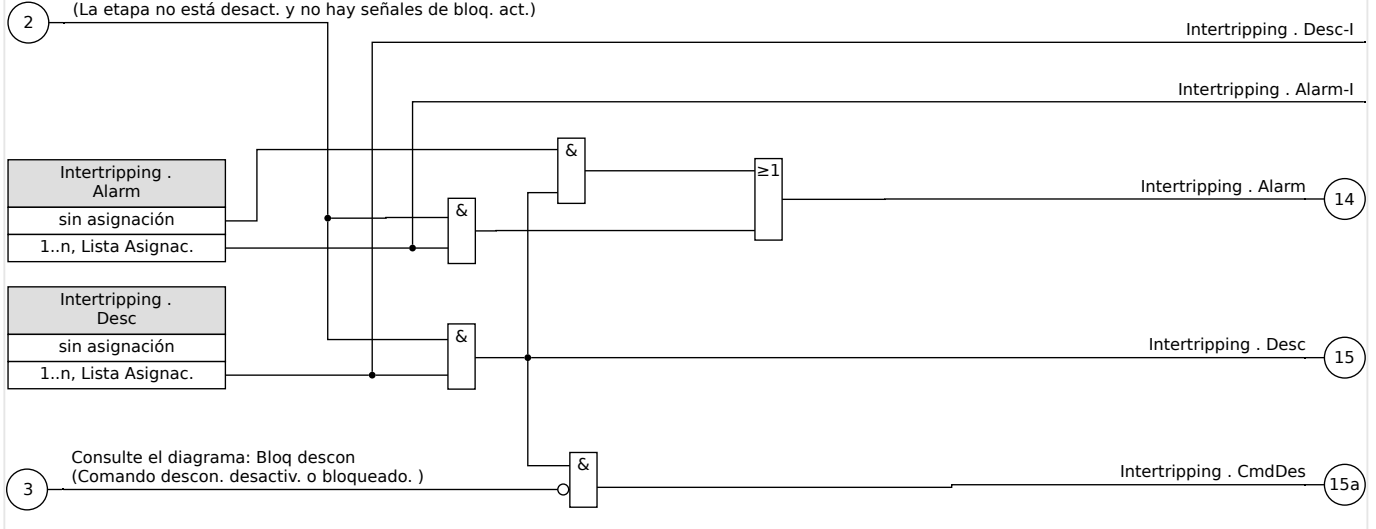 (La etapa no está desact. y no hay señales de bloq. act.)
2
Intertripping . Desc-I
Intertripping . Alarm-I
&
Intertripping .
Alarm
≥1
sin asignación
&
Intertripping . Alarm
14
1..n, Lista Asignac.
Intertripping .
Desc
sin asignación
&
Intertripping . Desc
15
1..n, Lista Asignac.
Consulte el diagrama: Bloq descon
(Comando descon. desactiv. o bloqueado. )
3
&
Intertripping . CmdDes
15a